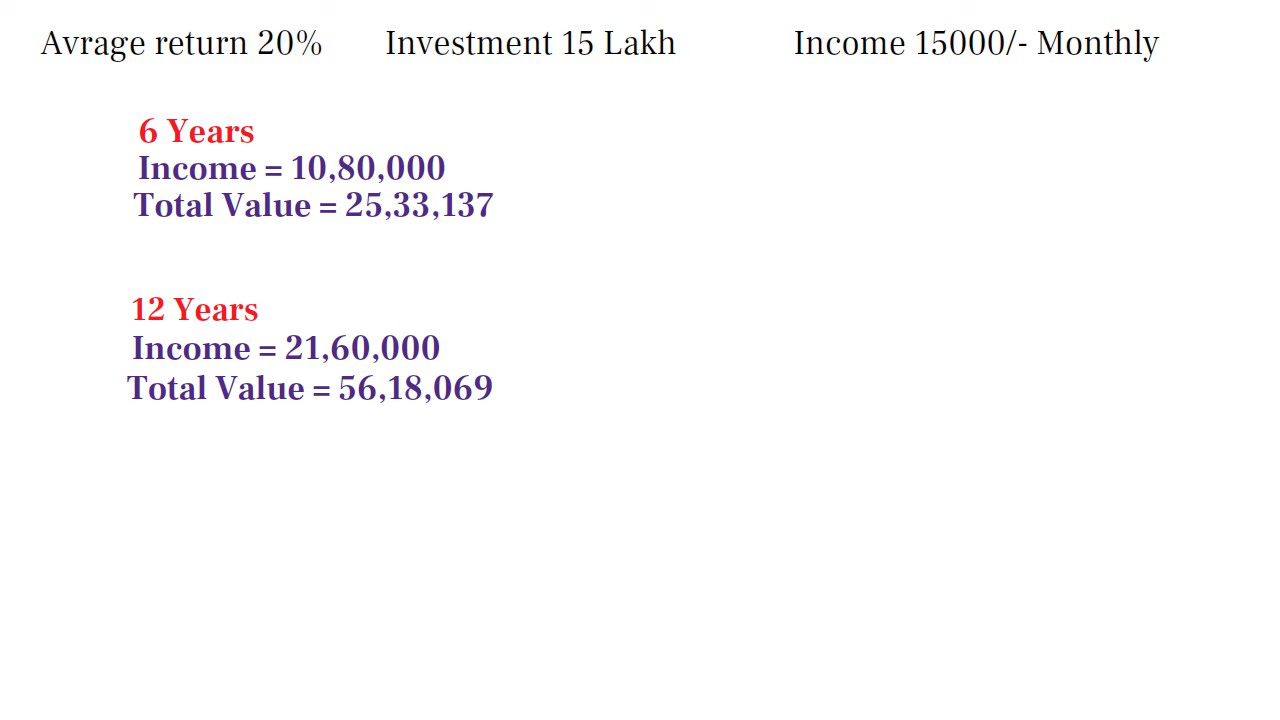 Avrage return 20% Investment 15 Lakh Income 15000/- Monthly
6 Years
Income = 10,80,000
Total Value = 25,33,137
12 Years
Income = 21,60,000
Total Value = 56,18,069